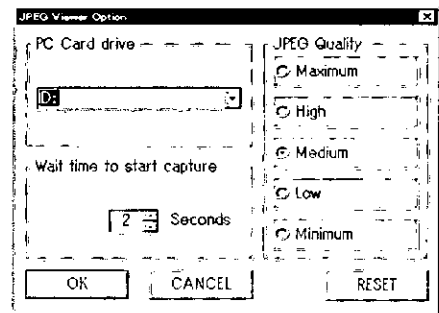 JPEG Viewer Option
PC Card drive
D:
Wait time to start capture
2 Seconds
JPEG Quality
Maximum
High
Medium
Low
Minimum
OK CANCEL RESET